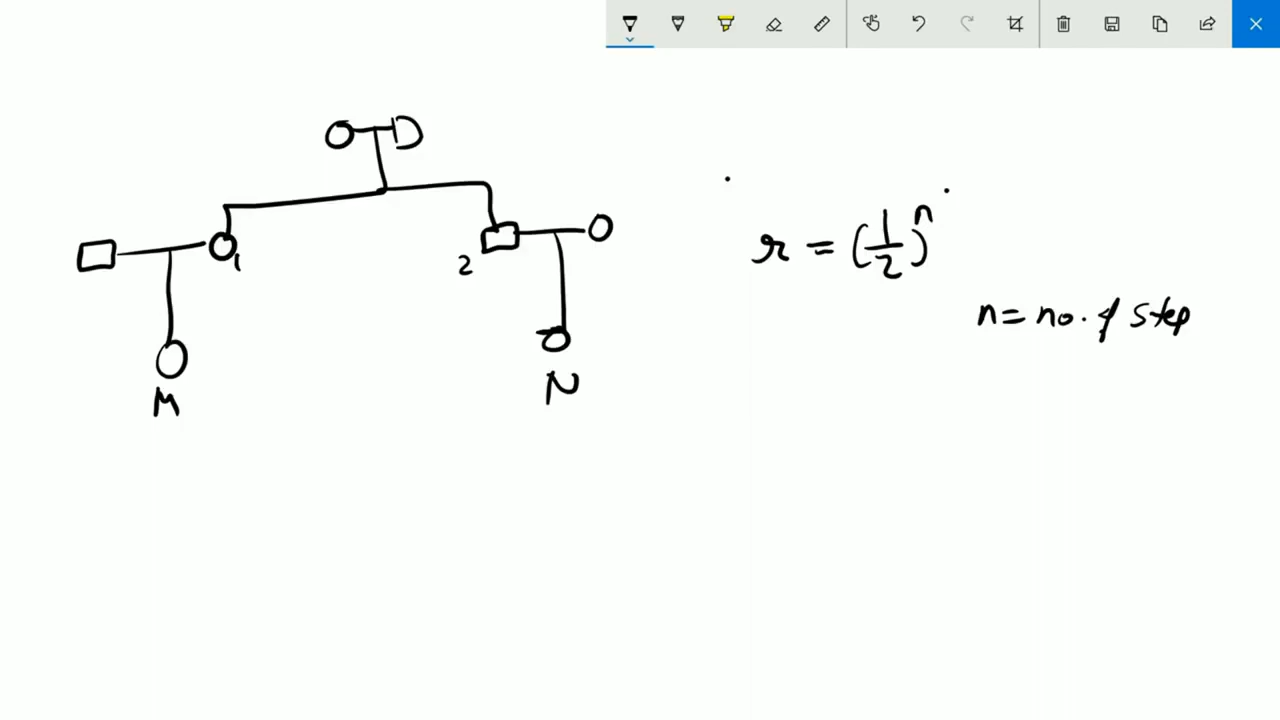 1
2
r = (1/2)^n
n = no. of step
M
N